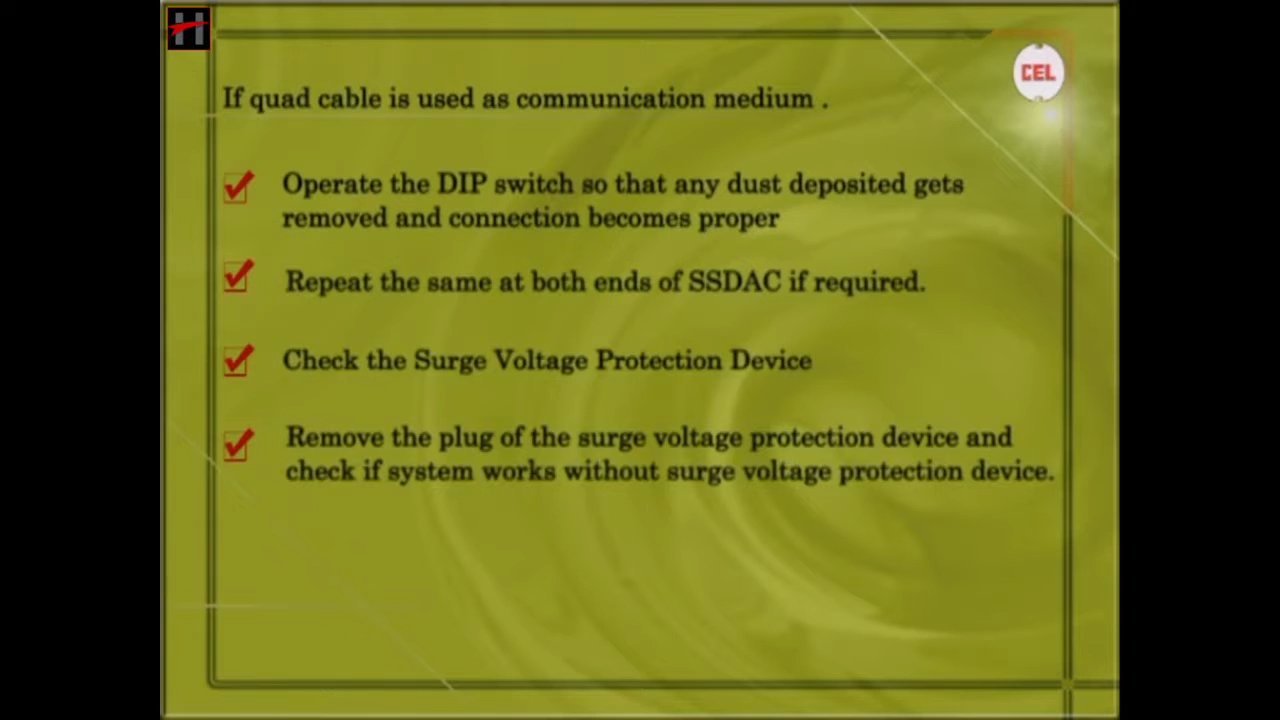 CEL
If quad cable is used as communication medium .
Operate the DIP switch so that any dust deposited gets
removed and connection becomes proper
Repeat the same at both ends of SSDAC if required.
Check the Surge Voltage Protection Device
Remove the plug of the surge voltage protection device and
check if system works without surge voltage protection device.